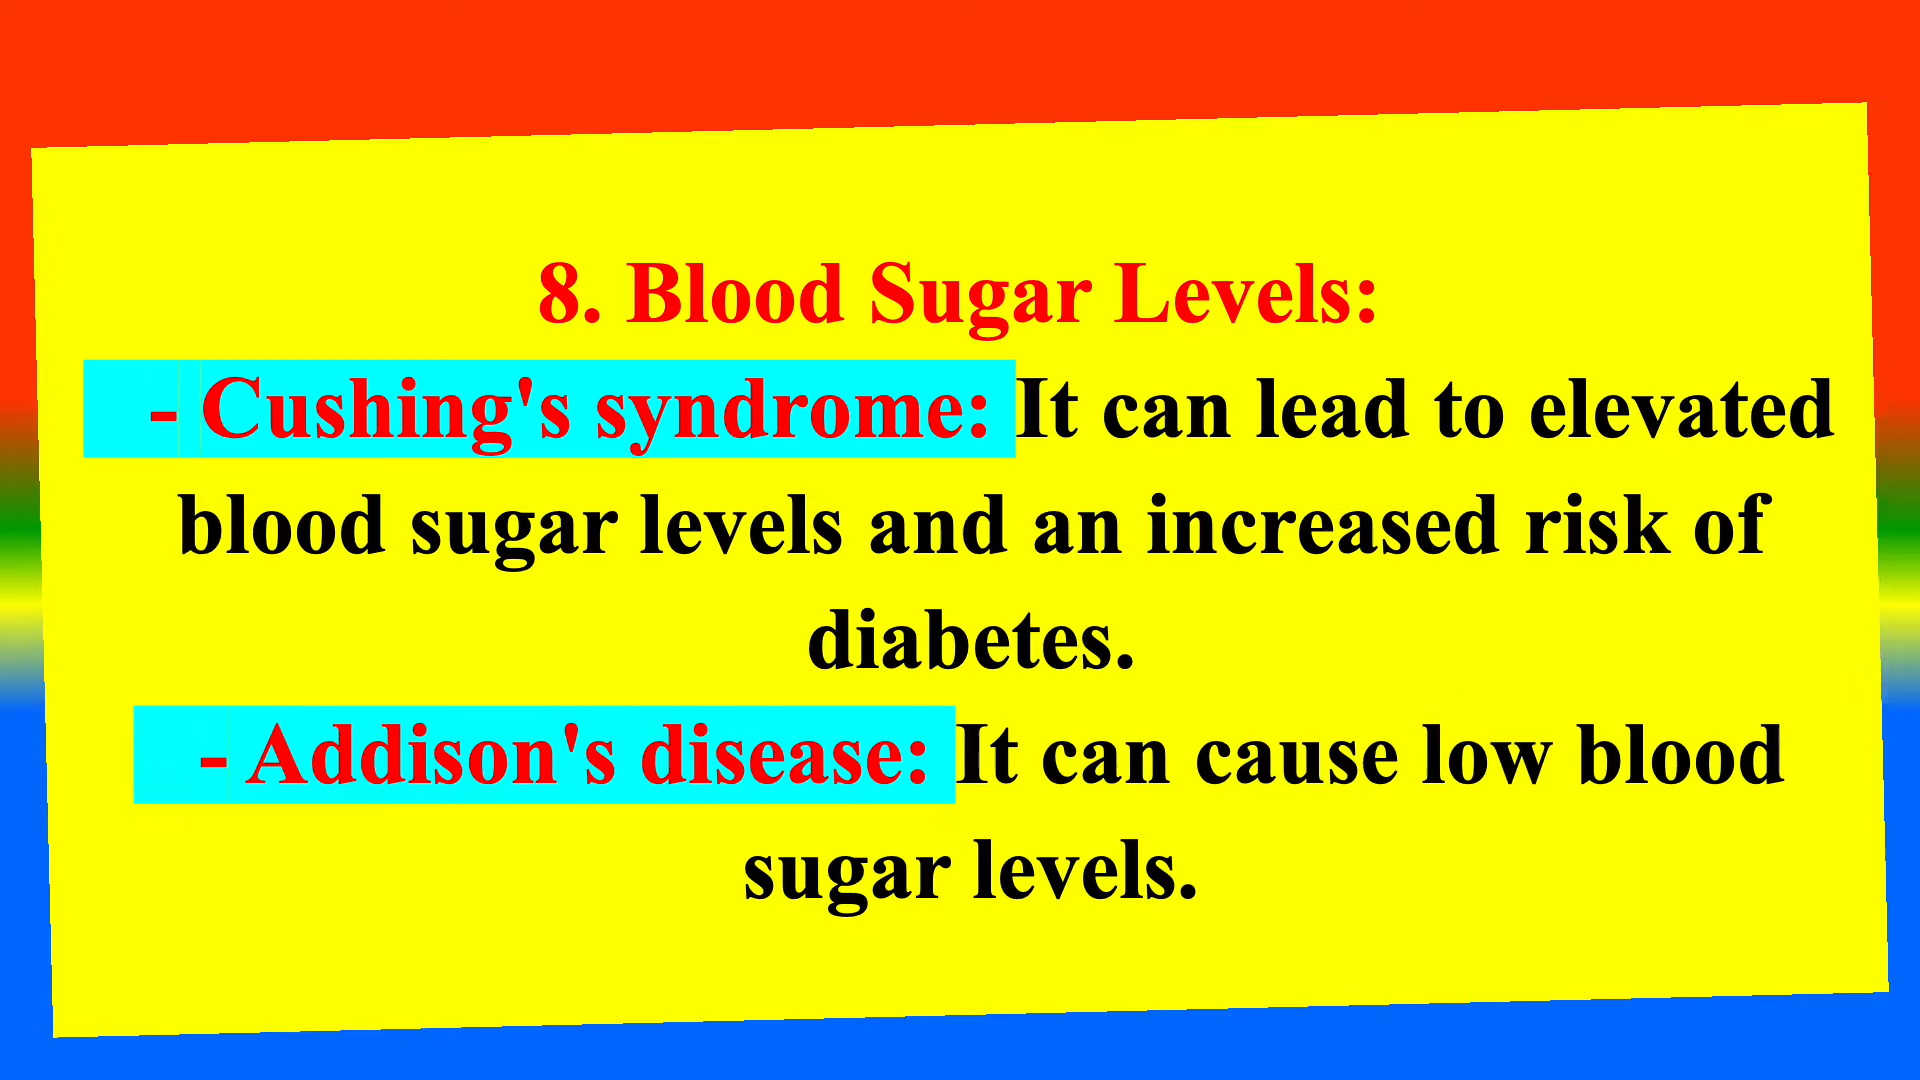 8. Blood Sugar Levels:
- Cushing's syndrome: It can lead to elevated
blood sugar levels and an increased risk of
diabetes.
- Addison's disease: It can cause low blood
sugar levels.